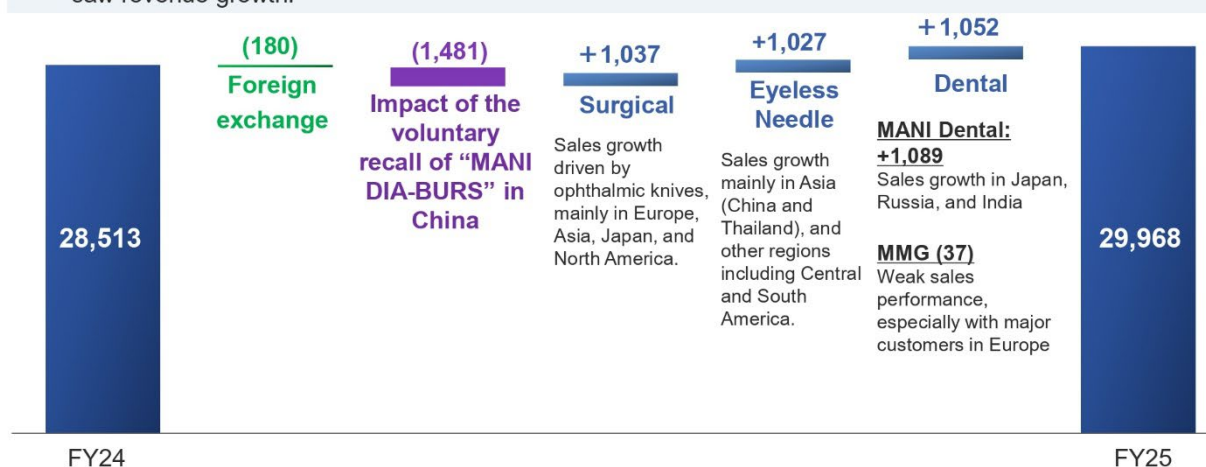 saw revenue growth.
(180)
Foreign
exchange
(1,481)
Impact of the
voluntary
recall of “MANI
DIA-BURS” in
China
+1,037
Surgical
Sales growth
driven by
ophthalmic knives,
mainly in Europe,
Asia, Japan, and
North America.
+1,027
Eyeless
Needle
Sales growth
mainly in Asia
(China and
Thailand), and
other regions
including Central
and South
America.
+1,052
Dental
MANI Dental:
+1,089
Sales growth in Japan,
Russia, and India
MMG (37)
Weak sales
performance,
especially with major
customers in Europe
28,513
29,968
FY24
FY25